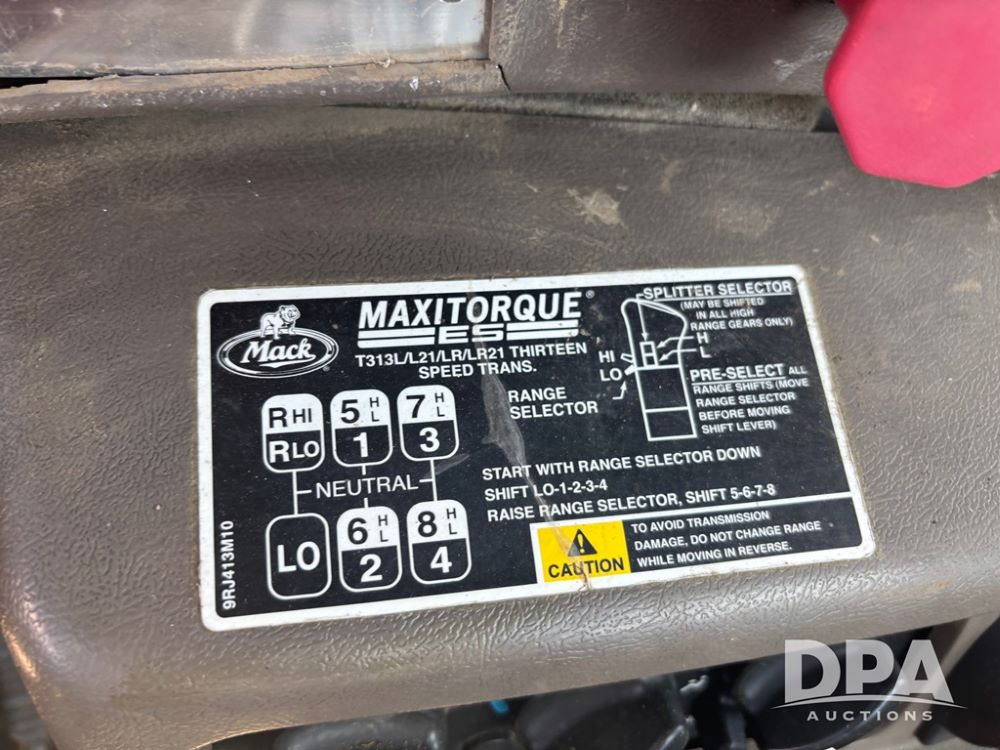 Mack
MAXITORQUE®
ES
T313L/L21/LR/LR21 THIRTEEN
SPEED TRANS.
SPLITTER SELECTOR
(MAY BE SHIFTED
IN ALL HIGH
RANGE GEARS ONLY)
H
L
HI
LO
RANGE
SELECTOR
PRE-SELECT ALL
RANGE SHIFTS (MOVE
RANGE SELECTOR
BEFORE MOVING
SHIFT LEVER)
R HI 5 H L 7 H L
R LO 1 3
NEUTRAL
LO 6 H L 8 H L
2 4
START WITH RANGE SELECTOR DOWN
SHIFT LO-1-2-3-4
RAISE RANGE SELECTOR, SHIFT 5-6-7-8
CAUTION
TO AVOID TRANSMISSION
DAMAGE, DO NOT CHANGE RANGE
WHILE MOVING IN REVERSE.
9RJ413M10
DPA
AUCTIONS